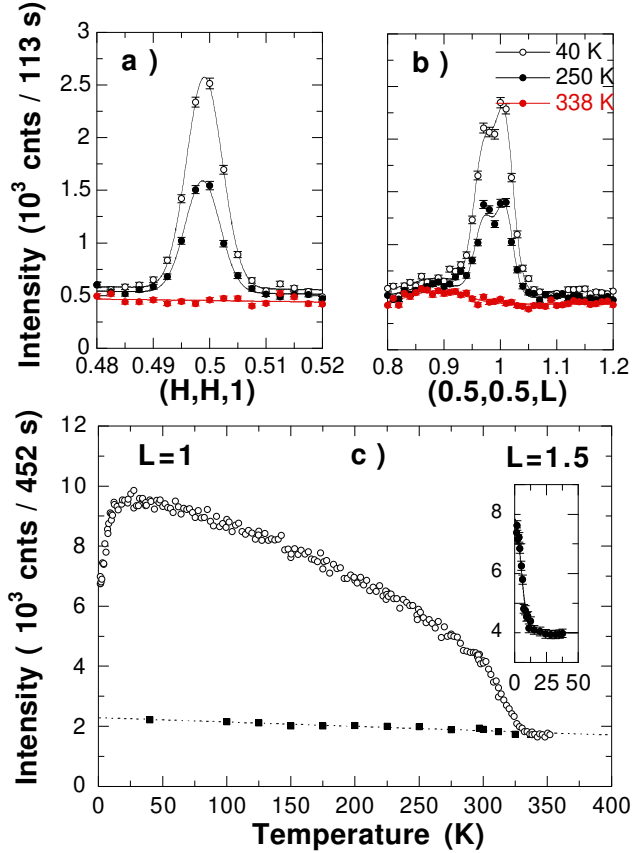 a )
b )
40 K
250 K
338 K
Intensity (10³ cnts / 113 s)
3
2.5
2
1.5
1
0.5
0
0.48 0.49 0.5 0.51 0.52
(H,H,1)
0.8 0.9 1 1.1 1.2
(0.5,0.5,L)
L=1
c )
L=1.5
Intensity ( 10³ cnts / 452 s)
12
10
8
6
4
2
0
8
6
4
0 25 50
0 50 100 150 200 250 300 350 400
Temperature (K)